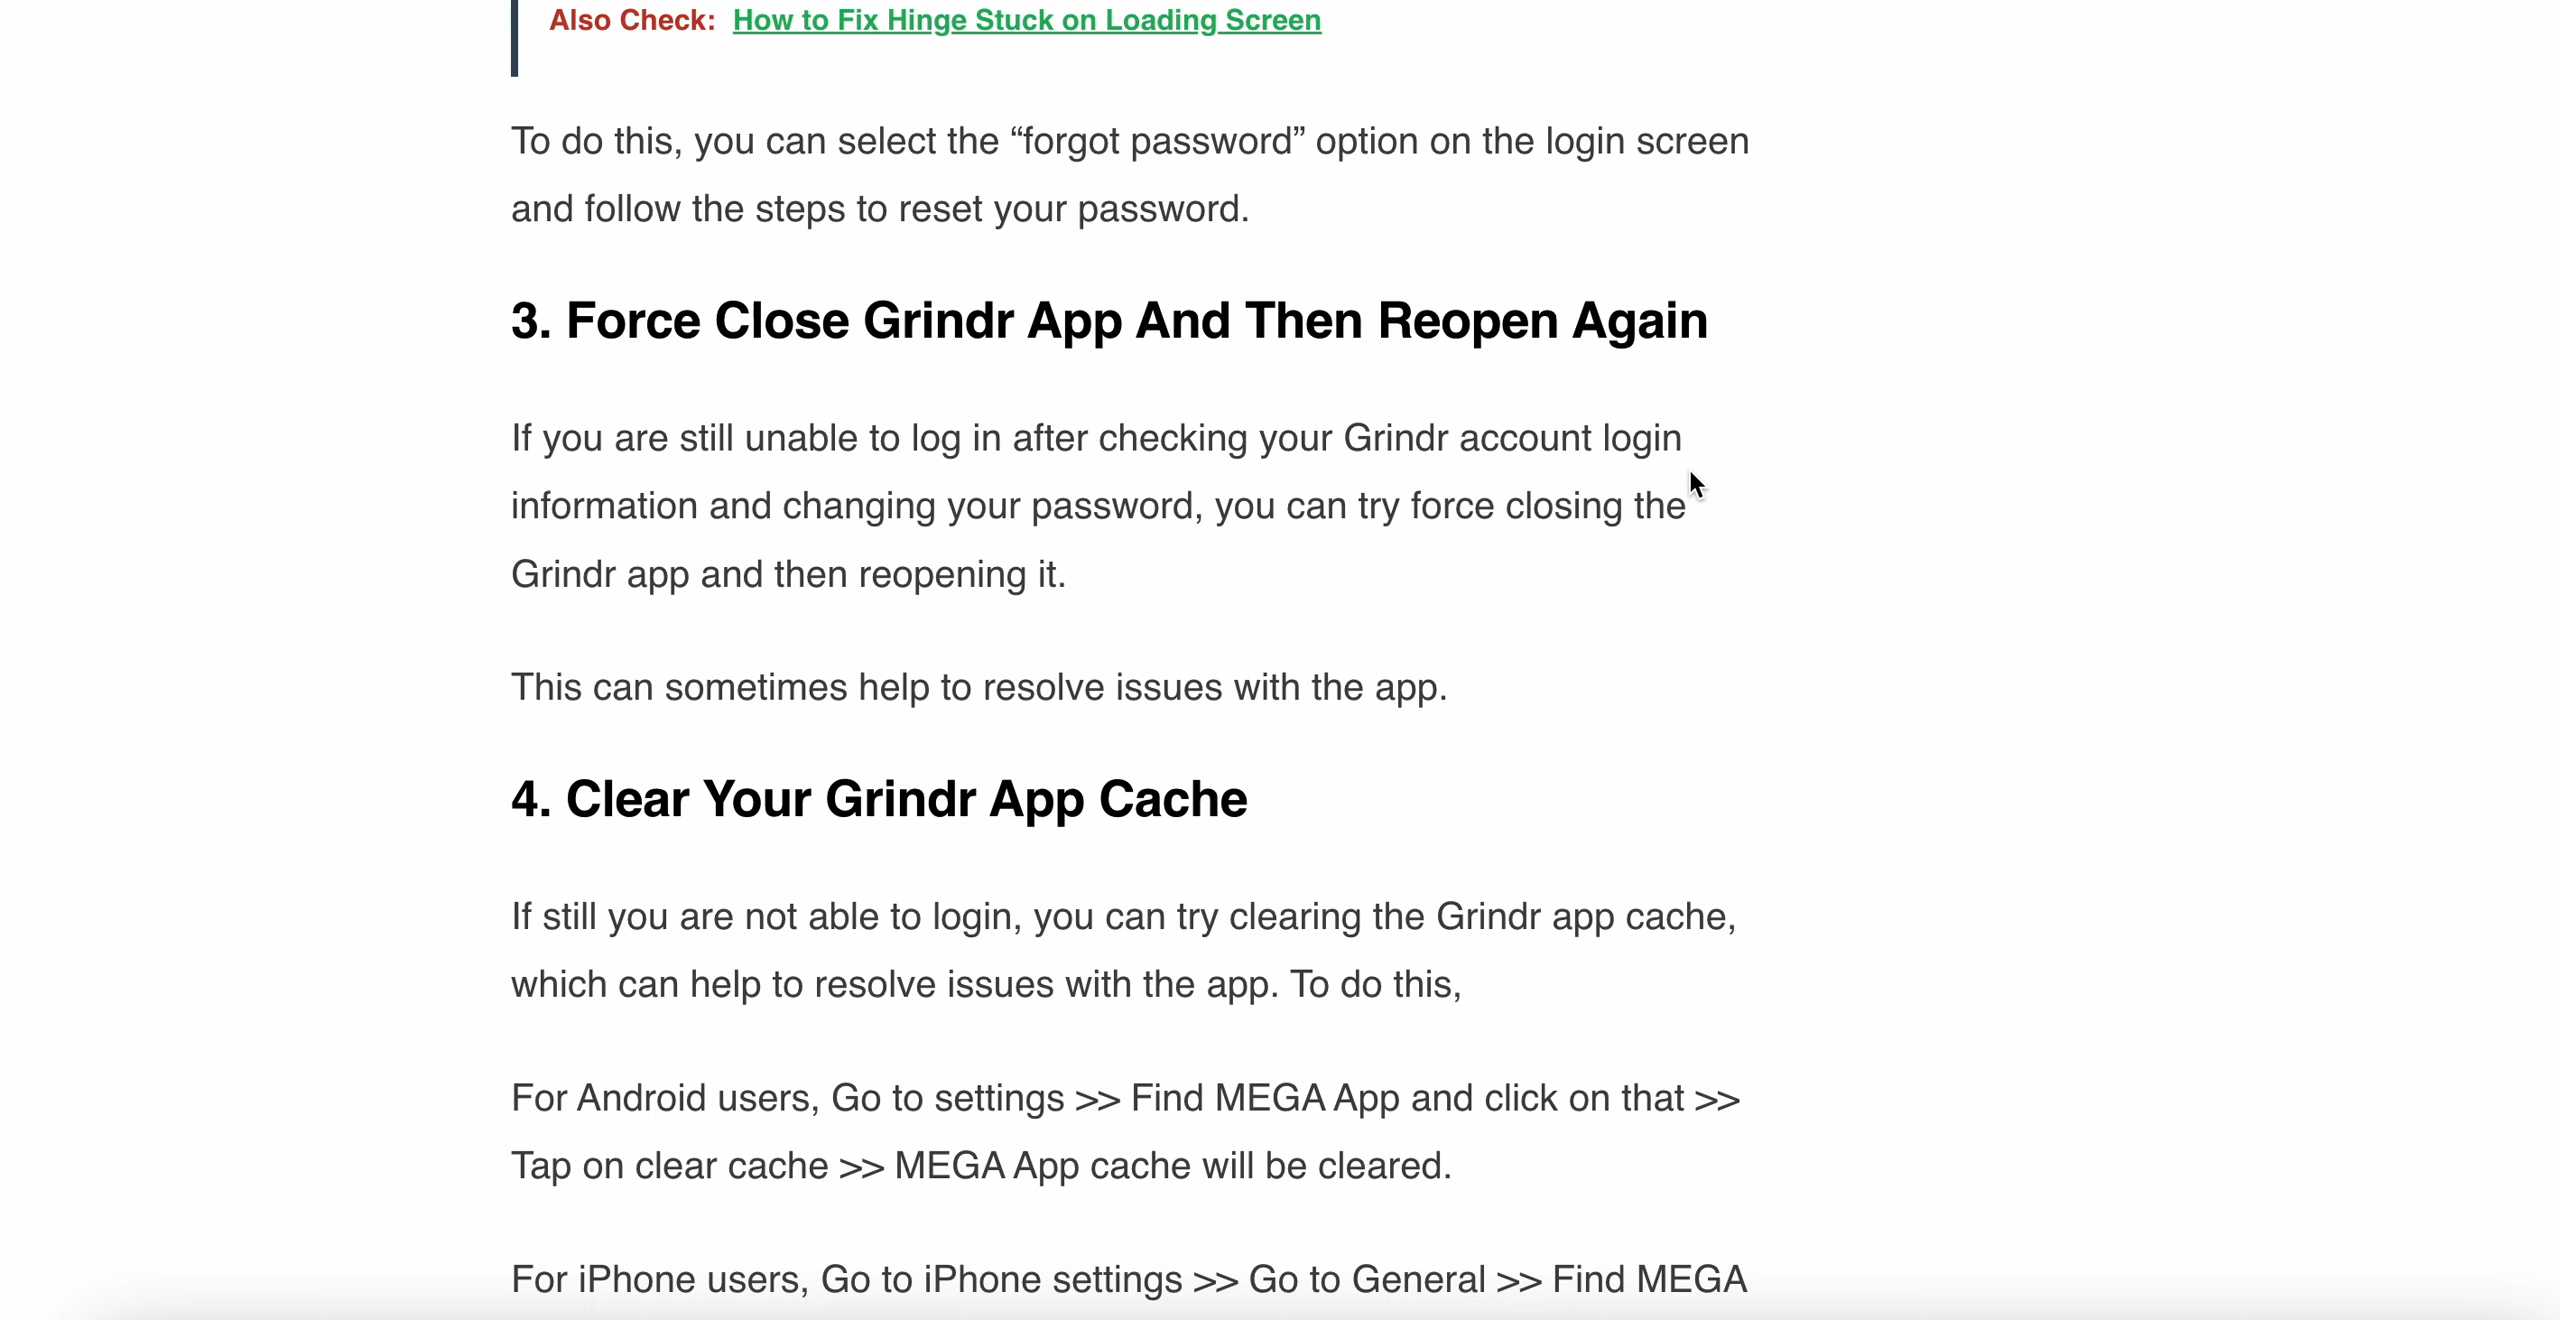 Also Check: How to Fix Hinge Stuck on Loading Screen
To do this, you can select the “forgot password” option on the login screen
and follow the steps to reset your password.
3. Force Close Grindr App And Then Reopen Again
If you are still unable to log in after checking your Grindr account login
information and changing your password, you can try force closing the
Grindr app and then reopening it.
This can sometimes help to resolve issues with the app.
4. Clear Your Grindr App Cache
If still you are not able to login, you can try clearing the Grindr app cache,
which can help to resolve issues with the app. To do this,
For Android users, Go to settings >> Find MEGA App and click on that >>
Tap on clear cache >> MEGA App cache will be cleared.
For iPhone users, Go to iPhone settings >> Go to General >> Find MEGA